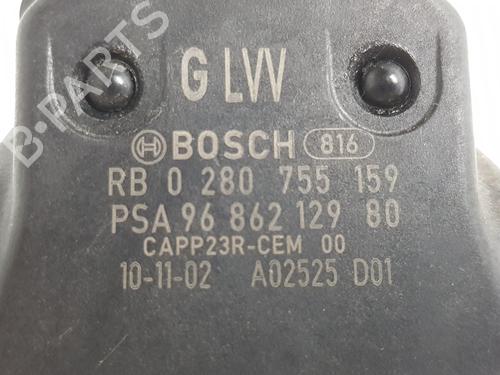 G LVV
BOSCH 816
RB 0 280 755 159
PSA 96 862 129 80
CAPP23R-CEM 00
10-11-02 A02525 D01
B-PARTS